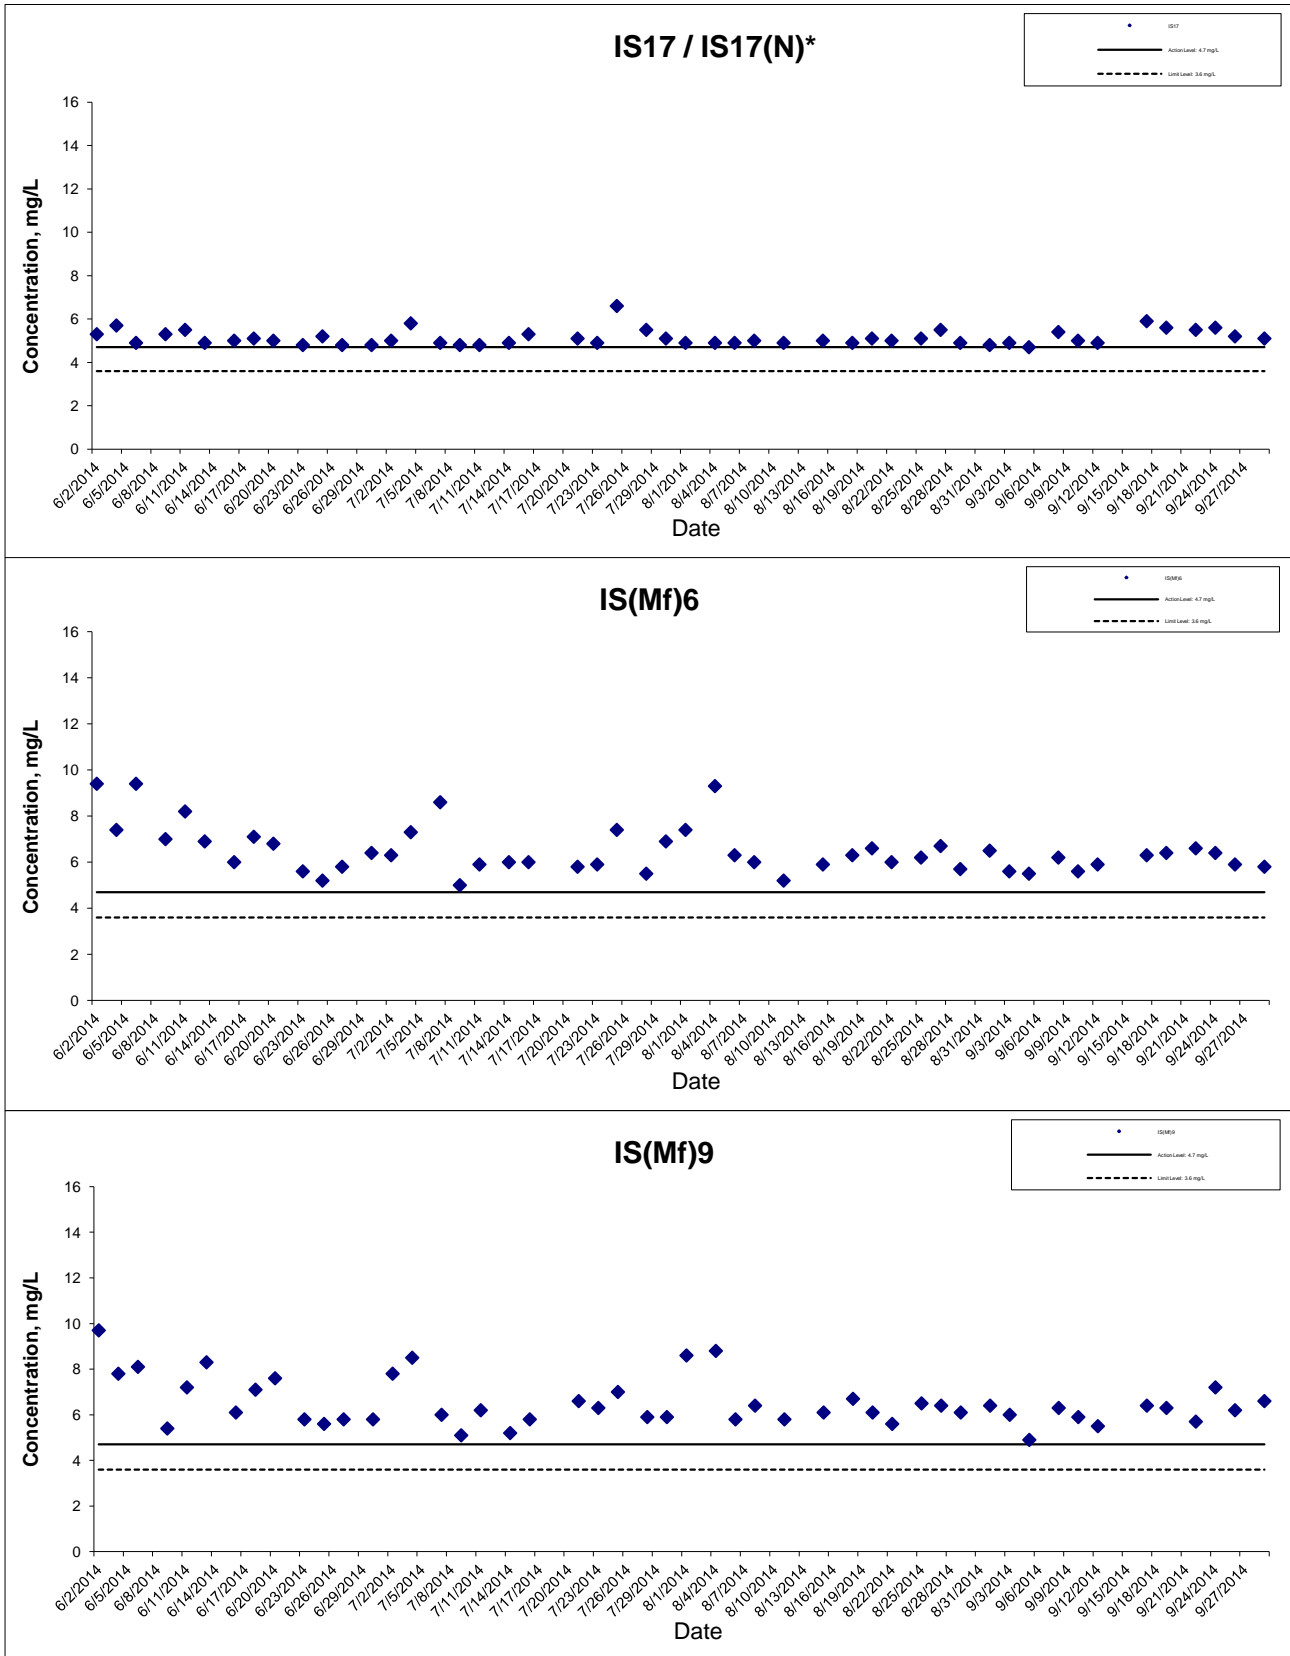 IS17 / IS17(N)*
IS17
Action Level: 4.7 mg/L
Limit Level: 3.6 mg/L
Concentration, mg/L
16
14
12
10
8
6
4
2
0
6/2/2014 6/5/2014 6/8/2014 6/11/2014 6/14/2014 6/17/2014 6/20/2014 6/23/2014 6/26/2014 6/29/2014 7/2/2014 7/5/2014 7/8/2014 7/11/2014 7/14/2014 7/17/2014 7/20/2014 7/23/2014 7/26/2014 7/29/2014 8/1/2014 8/4/2014 8/7/2014 8/10/2014 8/13/2014 8/16/2014 8/19/2014 8/22/2014 8/25/2014 8/28/2014 8/31/2014 9/3/2014 9/6/2014 9/9/2014 9/12/2014 9/15/2014 9/18/2014 9/21/2014 9/24/2014 9/27/2014
Date
IS(Mf)6
IS(Mf)6
Action Level: 4.7 mg/L
Limit Level: 3.6 mg/L
Concentration, mg/L
16
14
12
10
8
6
4
2
0
6/2/2014 6/5/2014 6/8/2014 6/11/2014 6/14/2014 6/17/2014 6/20/2014 6/23/2014 6/26/2014 6/29/2014 7/2/2014 7/5/2014 7/8/2014 7/11/2014 7/14/2014 7/17/2014 7/20/2014 7/23/2014 7/26/2014 7/29/2014 8/1/2014 8/4/2014 8/7/2014 8/10/2014 8/13/2014 8/16/2014 8/19/2014 8/22/2014 8/25/2014 8/28/2014 8/31/2014 9/3/2014 9/6/2014 9/9/2014 9/12/2014 9/15/2014 9/18/2014 9/21/2014 9/24/2014 9/27/2014
Date
IS(Mf)9
IS(Mf)9
Action Level: 4.7 mg/L
Limit Level: 3.6 mg/L
Concentration, mg/L
16
14
12
10
8
6
4
2
0
6/2/2014 6/5/2014 6/8/2014 6/11/2014 6/14/2014 6/17/2014 6/20/2014 6/23/2014 6/26/2014 6/29/2014 7/2/2014 7/5/2014 7/8/2014 7/11/2014 7/14/2014 7/17/2014 7/20/2014 7/23/2014 7/26/2014 7/29/2014 8/1/2014 8/4/2014 8/7/2014 8/10/2014 8/13/2014 8/16/2014 8/19/2014 8/22/2014 8/25/2014 8/28/2014 8/31/2014 9/3/2014 9/6/2014 9/9/2014 9/12/2014 9/15/2014 9/18/2014 9/21/2014 9/24/2014 9/27/2014
Date